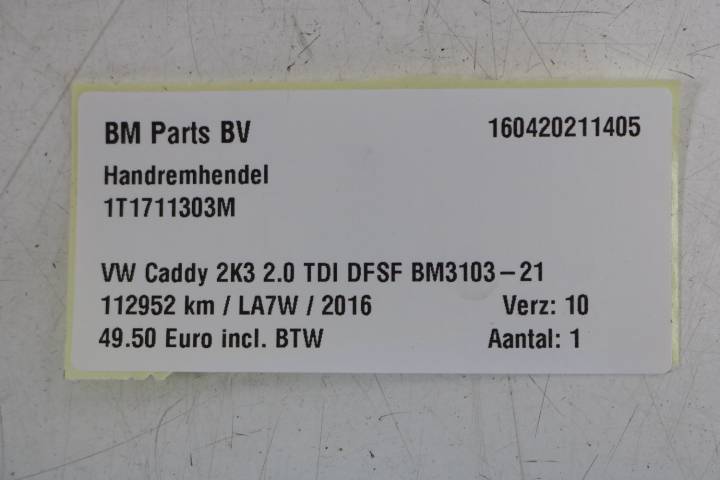 BM Parts BV 160420211405
Handremhendel
1T1711303M
VW Caddy 2K3 2.0 TDI DFSF BM3103-21
112952 km / LA7W / 2016 Verz: 10
49.50 Euro incl. BTW Aantal: 1